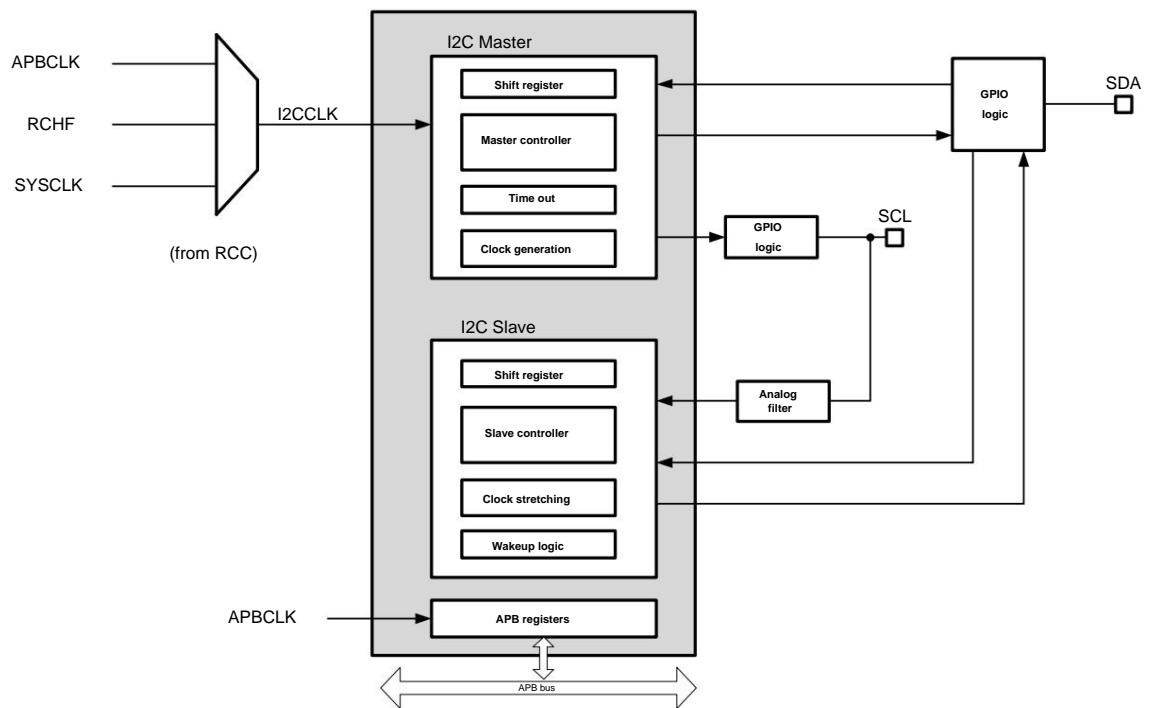 I2C Master
APBCLK
RCHF
SYSCLK
I2CCLK
(from RCC)
Shift register
Master controller
Time out
Clock generation
GPIO
logic
SDA
GPIO
logic
SCL
I2C Slave
Shift register
Slave controller
Clock stretching
Wakeup logic
Analog
filter
APBCLK
APB registers
APB bus